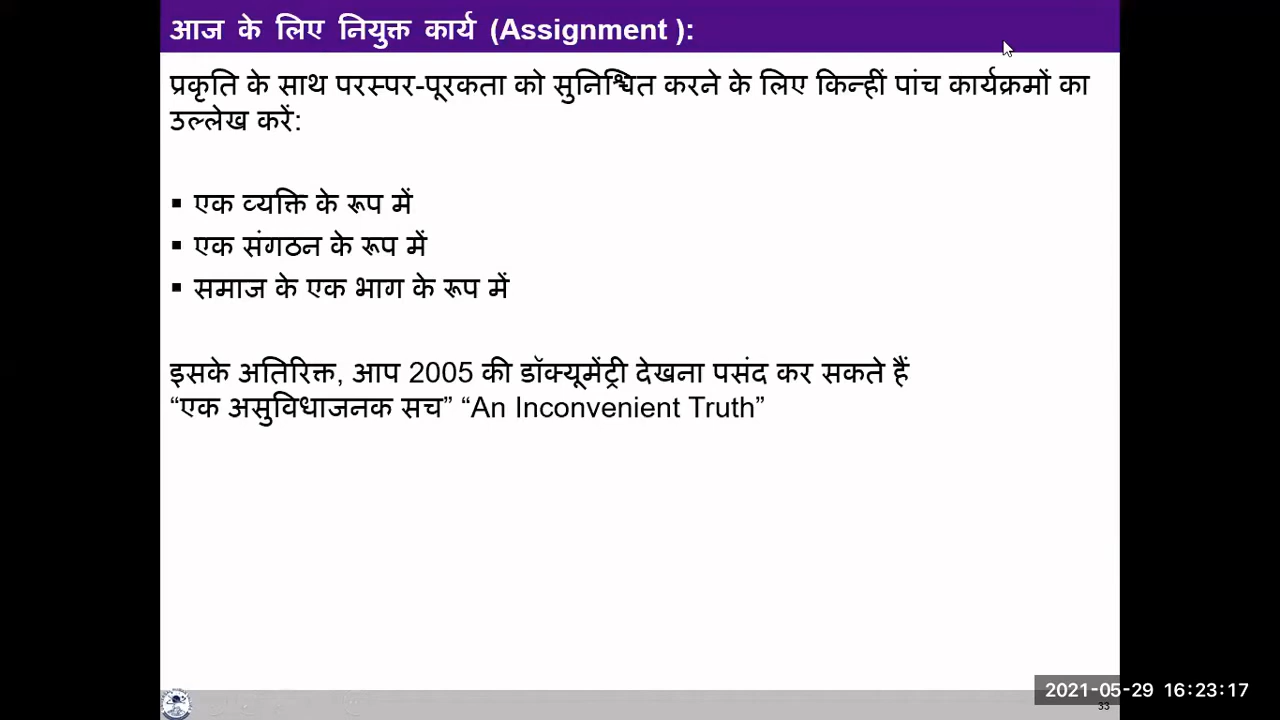 आज के लिए नियुक्त कार्य (Assignment ):
प्रकृति के साथ परस्पर-पूरकता को सुनिश्चित करने के लिए किन्हीं पांच कार्यक्रमों का
उल्लेख करें:
▪ एक व्यक्ति के रूप में
▪ एक संगठन के रूप में
▪ समाज के एक भाग के रूप में
इसके अतिरिक्त, आप 2005 की डॉक्यूमेंट्री देखना पसंद कर सकते हैं
“एक असुविधाजनक सच” “An Inconvenient Truth”
2021-05-29 16:23:17
33